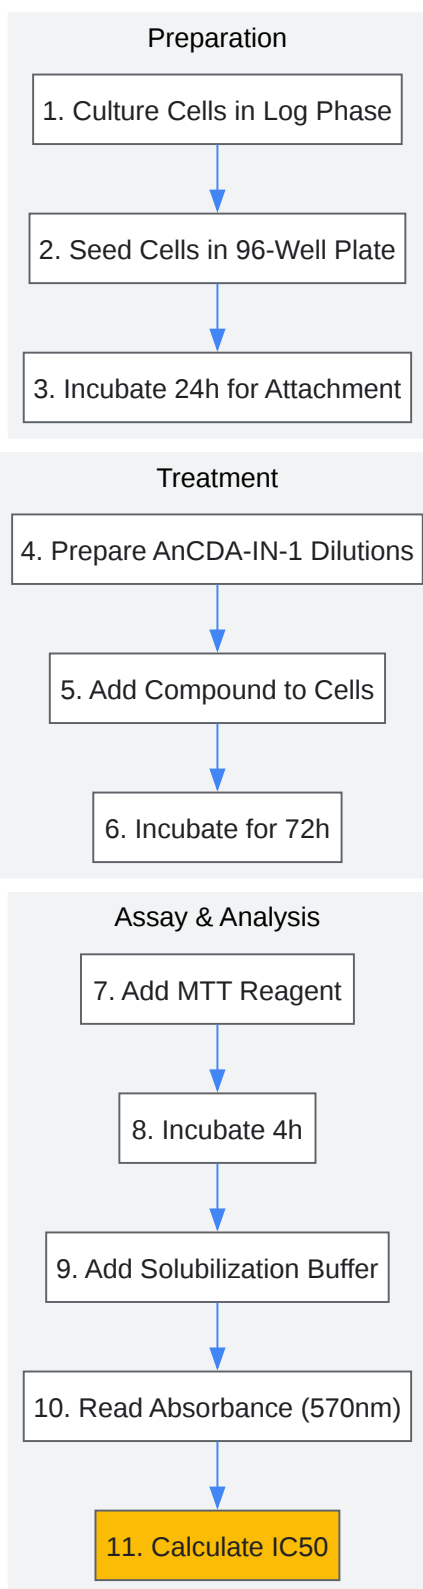 Preparation
1. Culture Cells in Log Phase
2. Seed Cells in 96-Well Plate
3. Incubate 24h for Attachment
Treatment
4. Prepare AnCDA-IN-1 Dilutions
5. Add Compound to Cells
6. Incubate for 72h
Assay & Analysis
7. Add MTT Reagent
8. Incubate 4h
9. Add Solubilization Buffer
10. Read Absorbance (570nm)
11. Calculate IC50